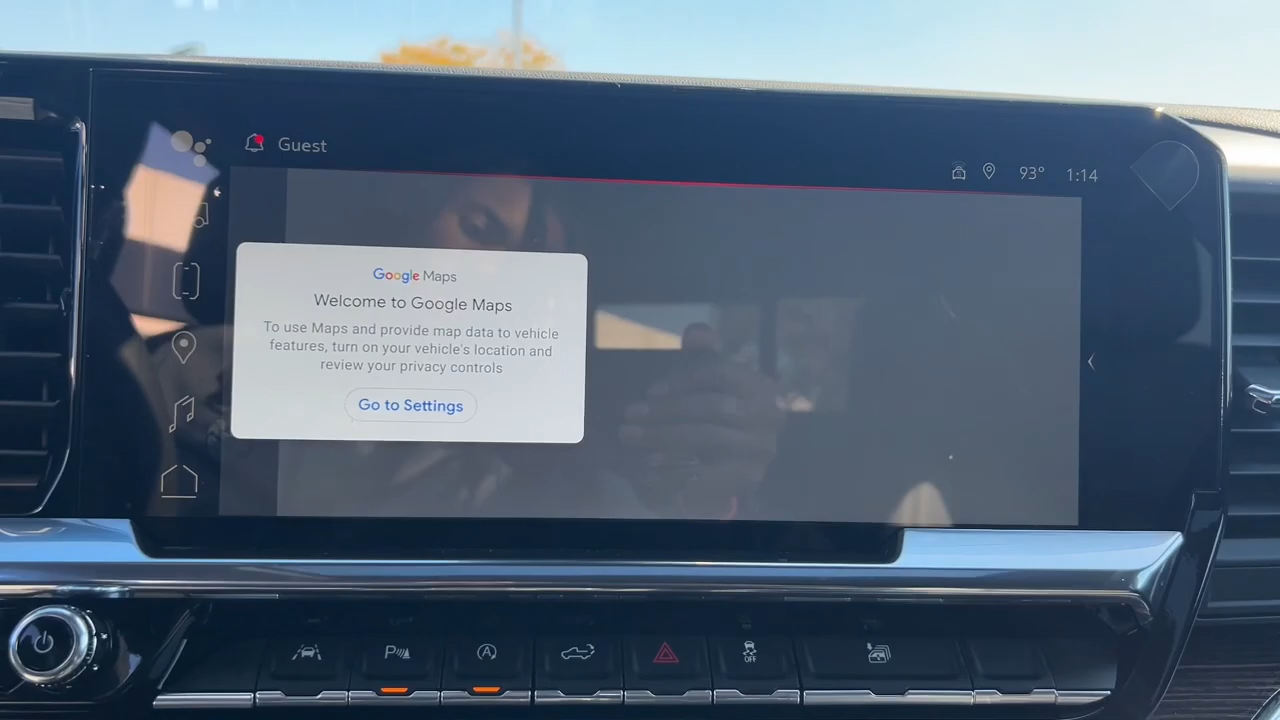 Guest
93° 1:14
Google Maps
Welcome to Google Maps
To use Maps and provide map data to vehicle
features, turn on your vehicle's location and
review your privacy controls
Go to Settings
P
A
OFF